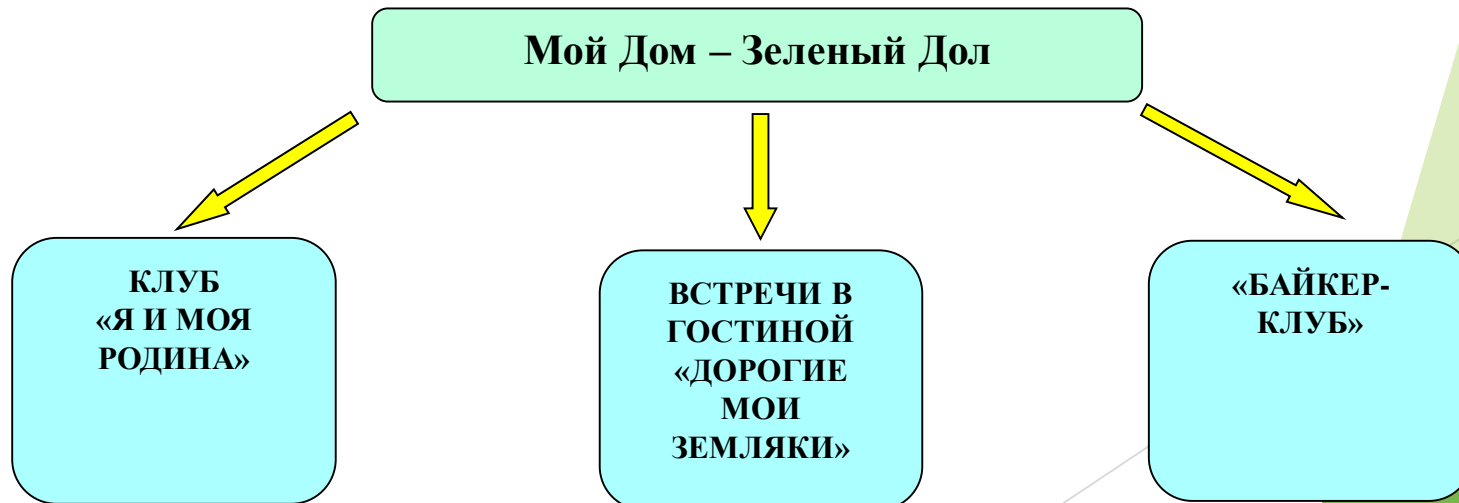 Мой Дом – Зеленый Дол
КЛУБ
«Я И МОЯ
РОДИНА»
ВСТРЕЧИ В
ГОСТИНОЙ
«ДОРОГИЕ
МОИ
ЗЕМЛЯКИ»
«БАЙКЕР-
КЛУБ»